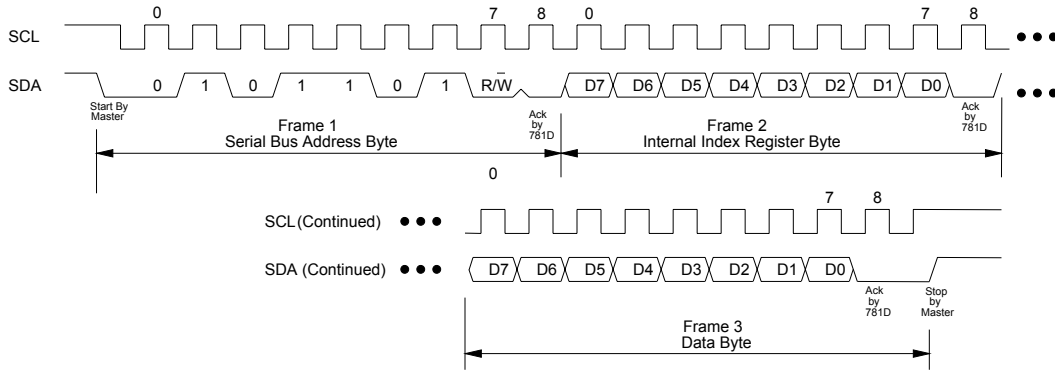 0 7 8 0 7 8
SCL
SDA 0 1 0 1 1 0 1 R/W̅ D7 D6 D5 D4 D3 D2 D1 D0
Start By
Master
Ack
by
781D
Ack
by
781D
Frame 1
Serial Bus Address Byte
Frame 2
Internal Index Register Byte
0 7 8
SCL(Continued)
SDA (Continued) D7 D6 D5 D4 D3 D2 D1 D0
Ack
by
781D
Stop
by
Master
Frame 3
Data Byte